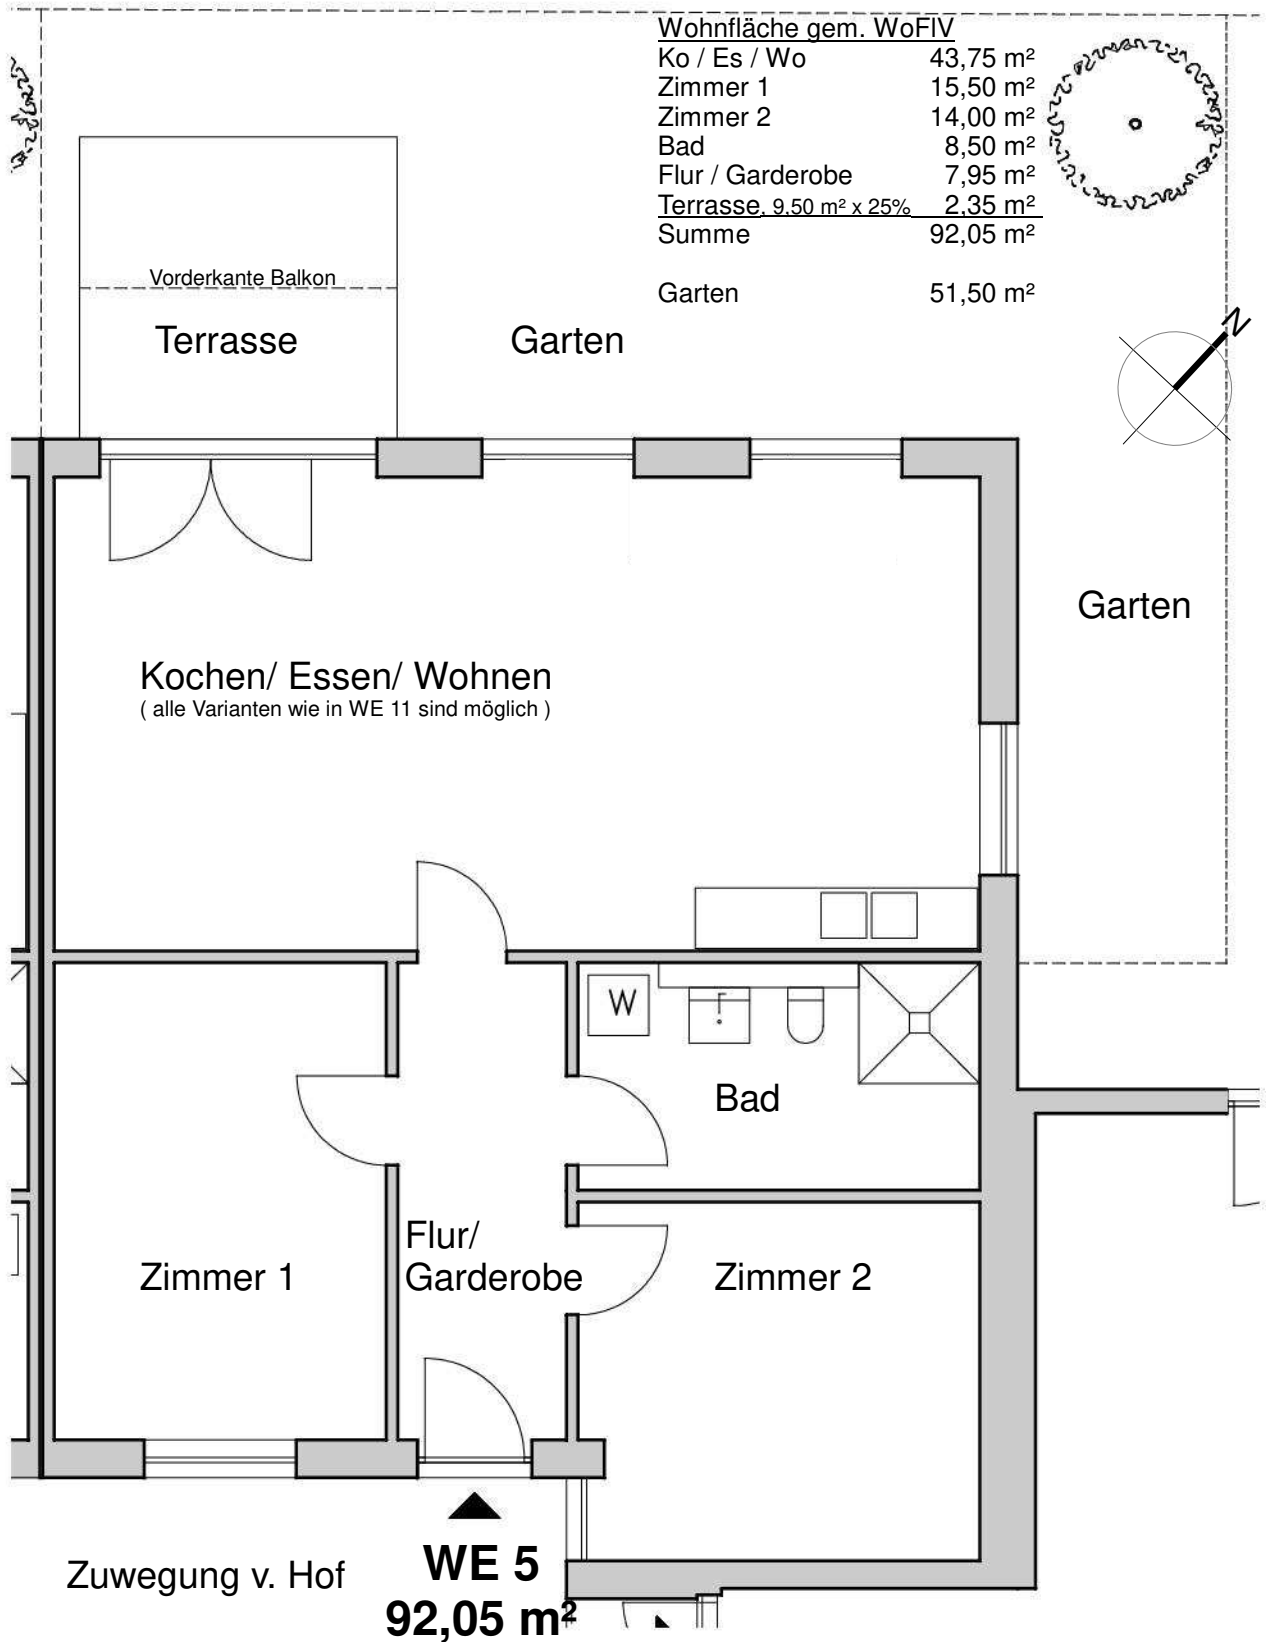 Wohnfläche gem. WoFIV
Ko / Es / Wo 43,75 m²
Zimmer 1 15,50 m²
Zimmer 2 14,00 m²
Bad 8,50 m²
Flur / Garderobe 7,95 m²
Terrasse, 9,50 m² x 25% 2,35 m²
Summe 92,05 m²
Garten 51,50 m²
Vorderkante Balkon
Terrasse
Garten
N
Garten
Kochen/ Essen/ Wohnen
( alle Varianten wie in WE 11 sind möglich )
W
Bad
Flur/
Garderobe
Zimmer 1
Zimmer 2
Zuwegung v. Hof
WE 5
92,05 m²